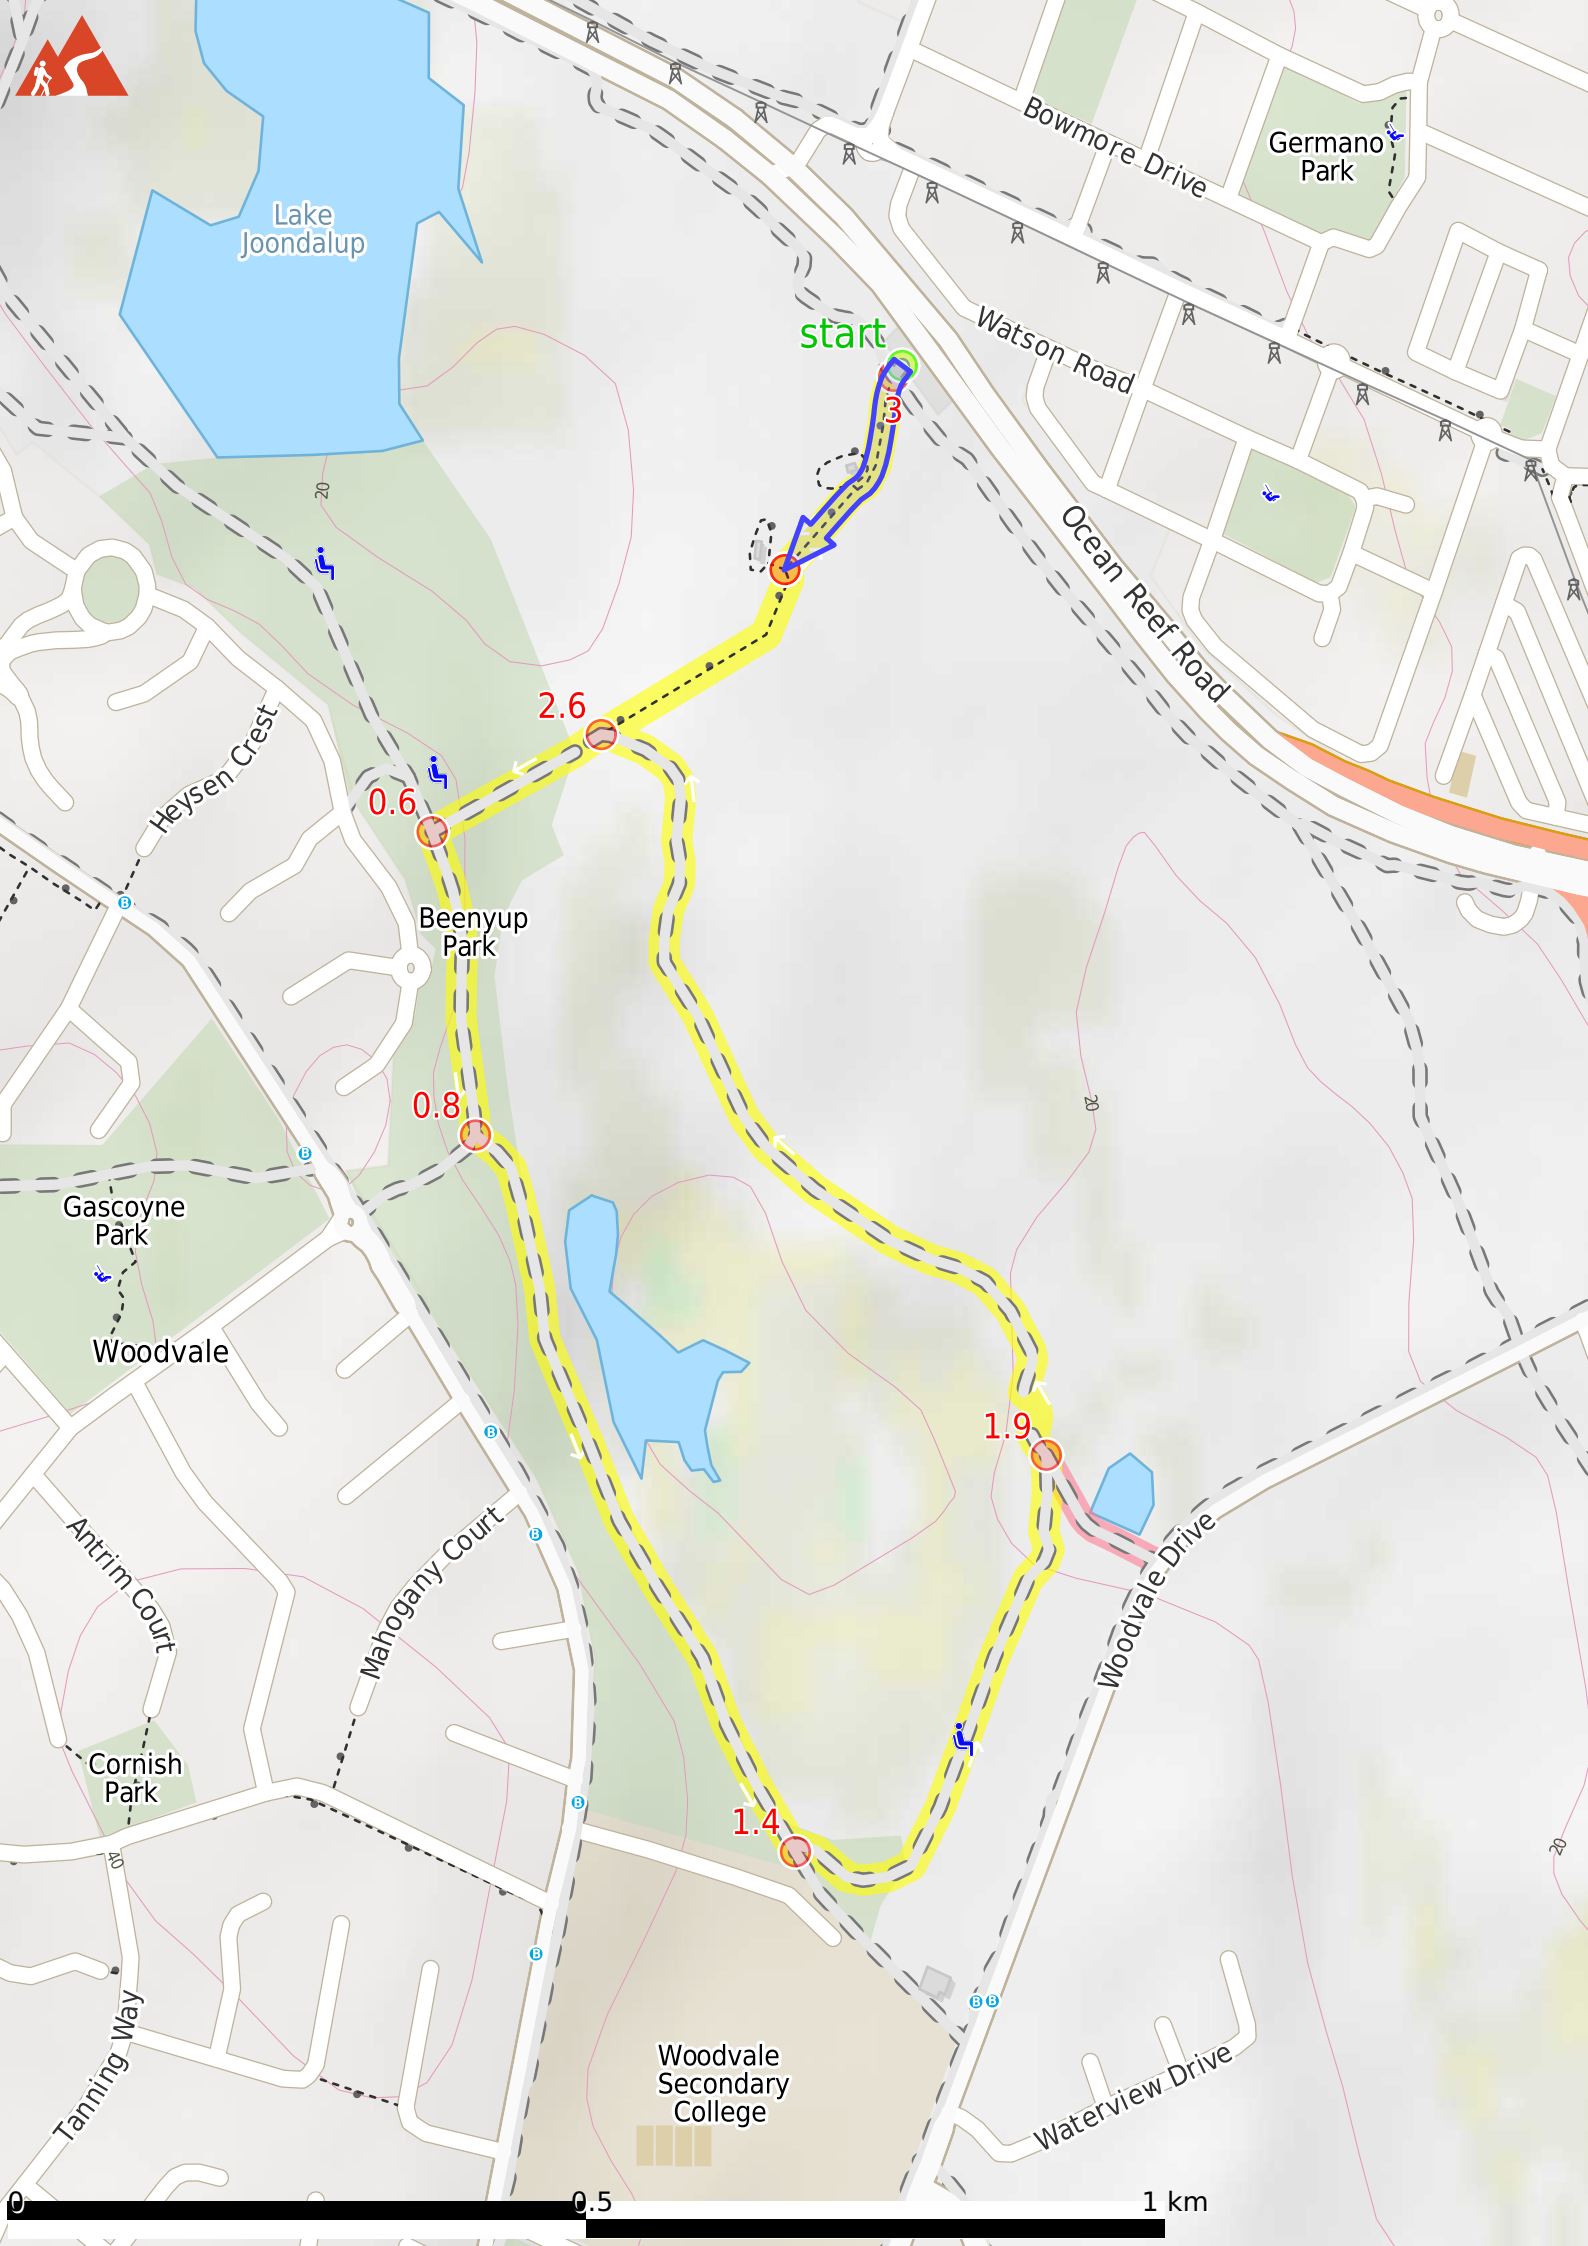 Bowmore Drive
Germano
Park
Lake
Joondalup
start
Watson Road
3
20
Ocean Reef Road
2.6
Heysen Crest
0.6
B
Beenyup
Park
0.8
20
B
Gascoyne
Park
Woodvale
B
1.9
B
Antrim Court
Mahogany Court
Woodvale Drive
Cornish
Park
B
1.4
20
40
B
B B
Tanning Way
Woodvale
Secondary
College
Waterview Drive
0
0.5
1 km